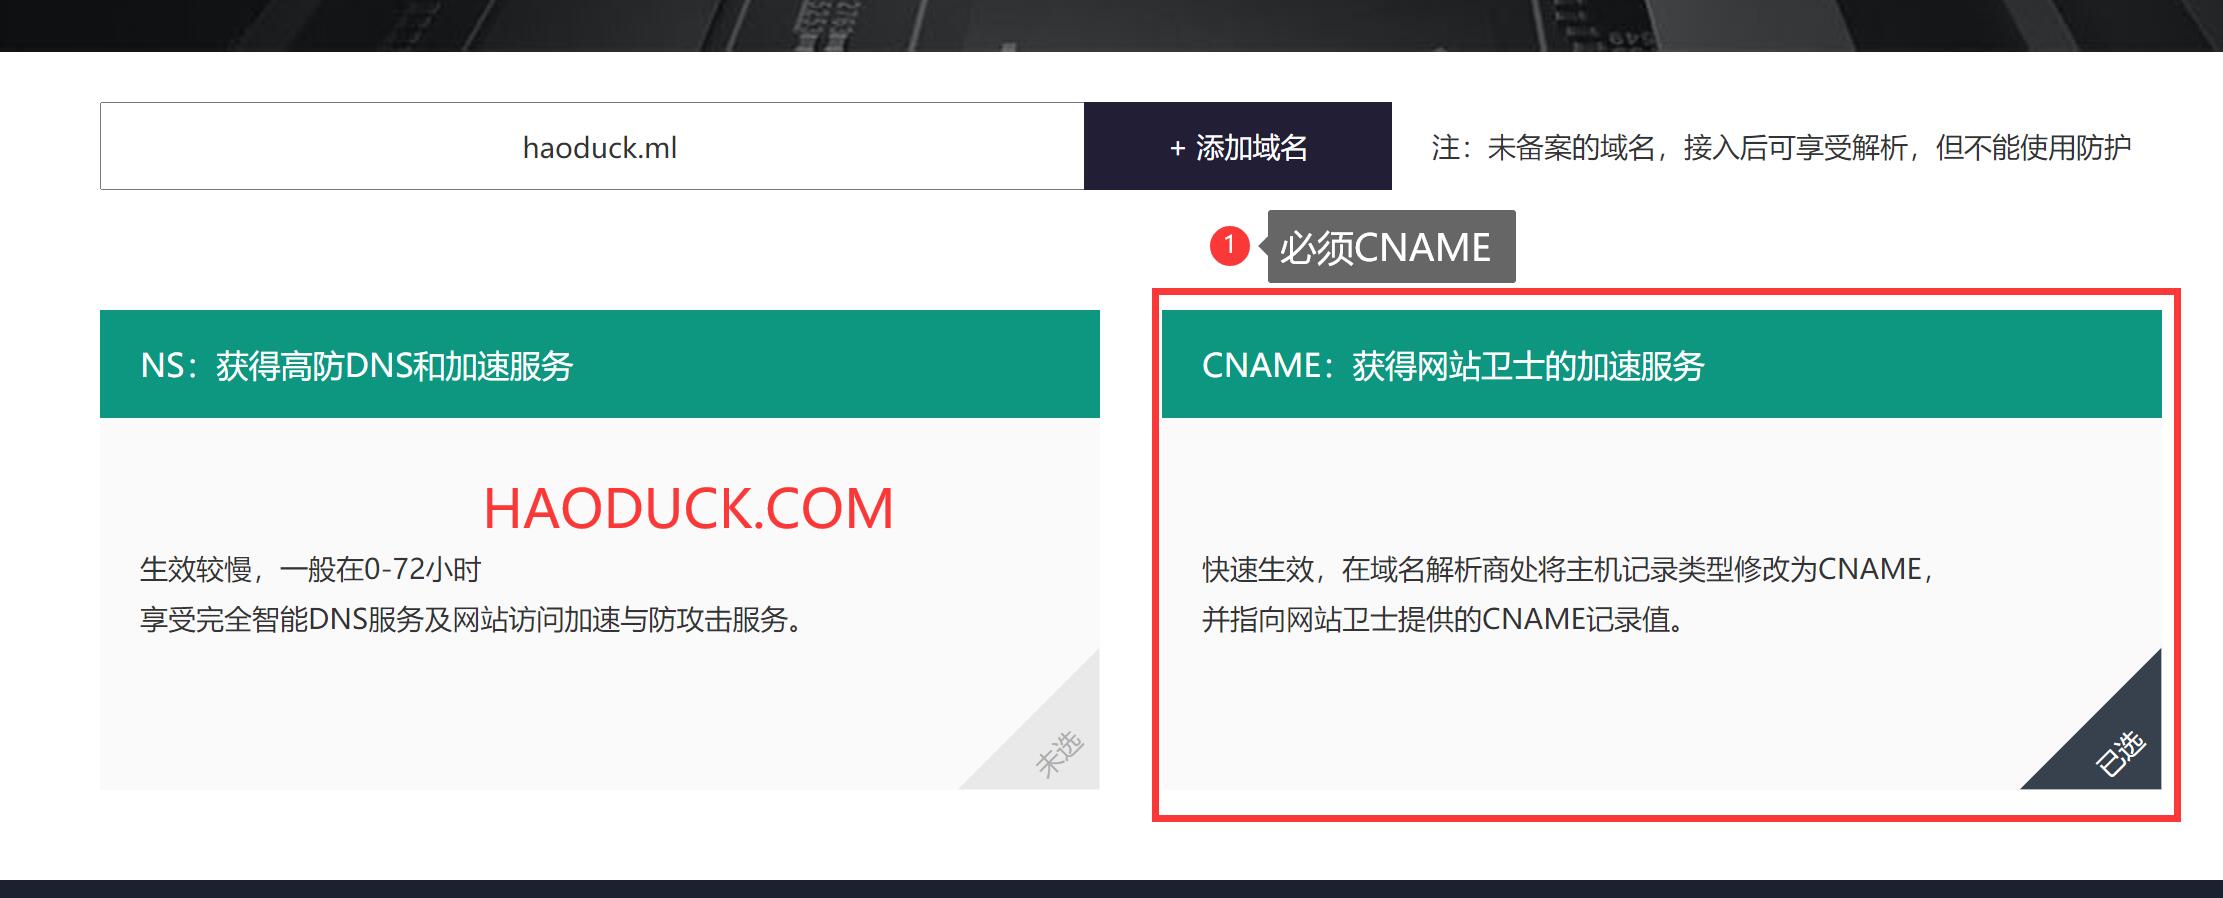 haoduck.ml
+ 添加域名
注：未备案的域名，接入后可享受解析，但不能使用防护
1
必须CNAME
NS：获得高防DNS和加速服务
HAODUCK.COM
生效较慢，一般在0-72小时
享受完全智能DNS服务及网站访问加速与防攻击服务。
未选
CNAME：获得网站卫士的加速服务
快速生效，在域名解析商处将主机记录类型修改为CNAME，
并指向网站卫士提供的CNAME记录值。
已选